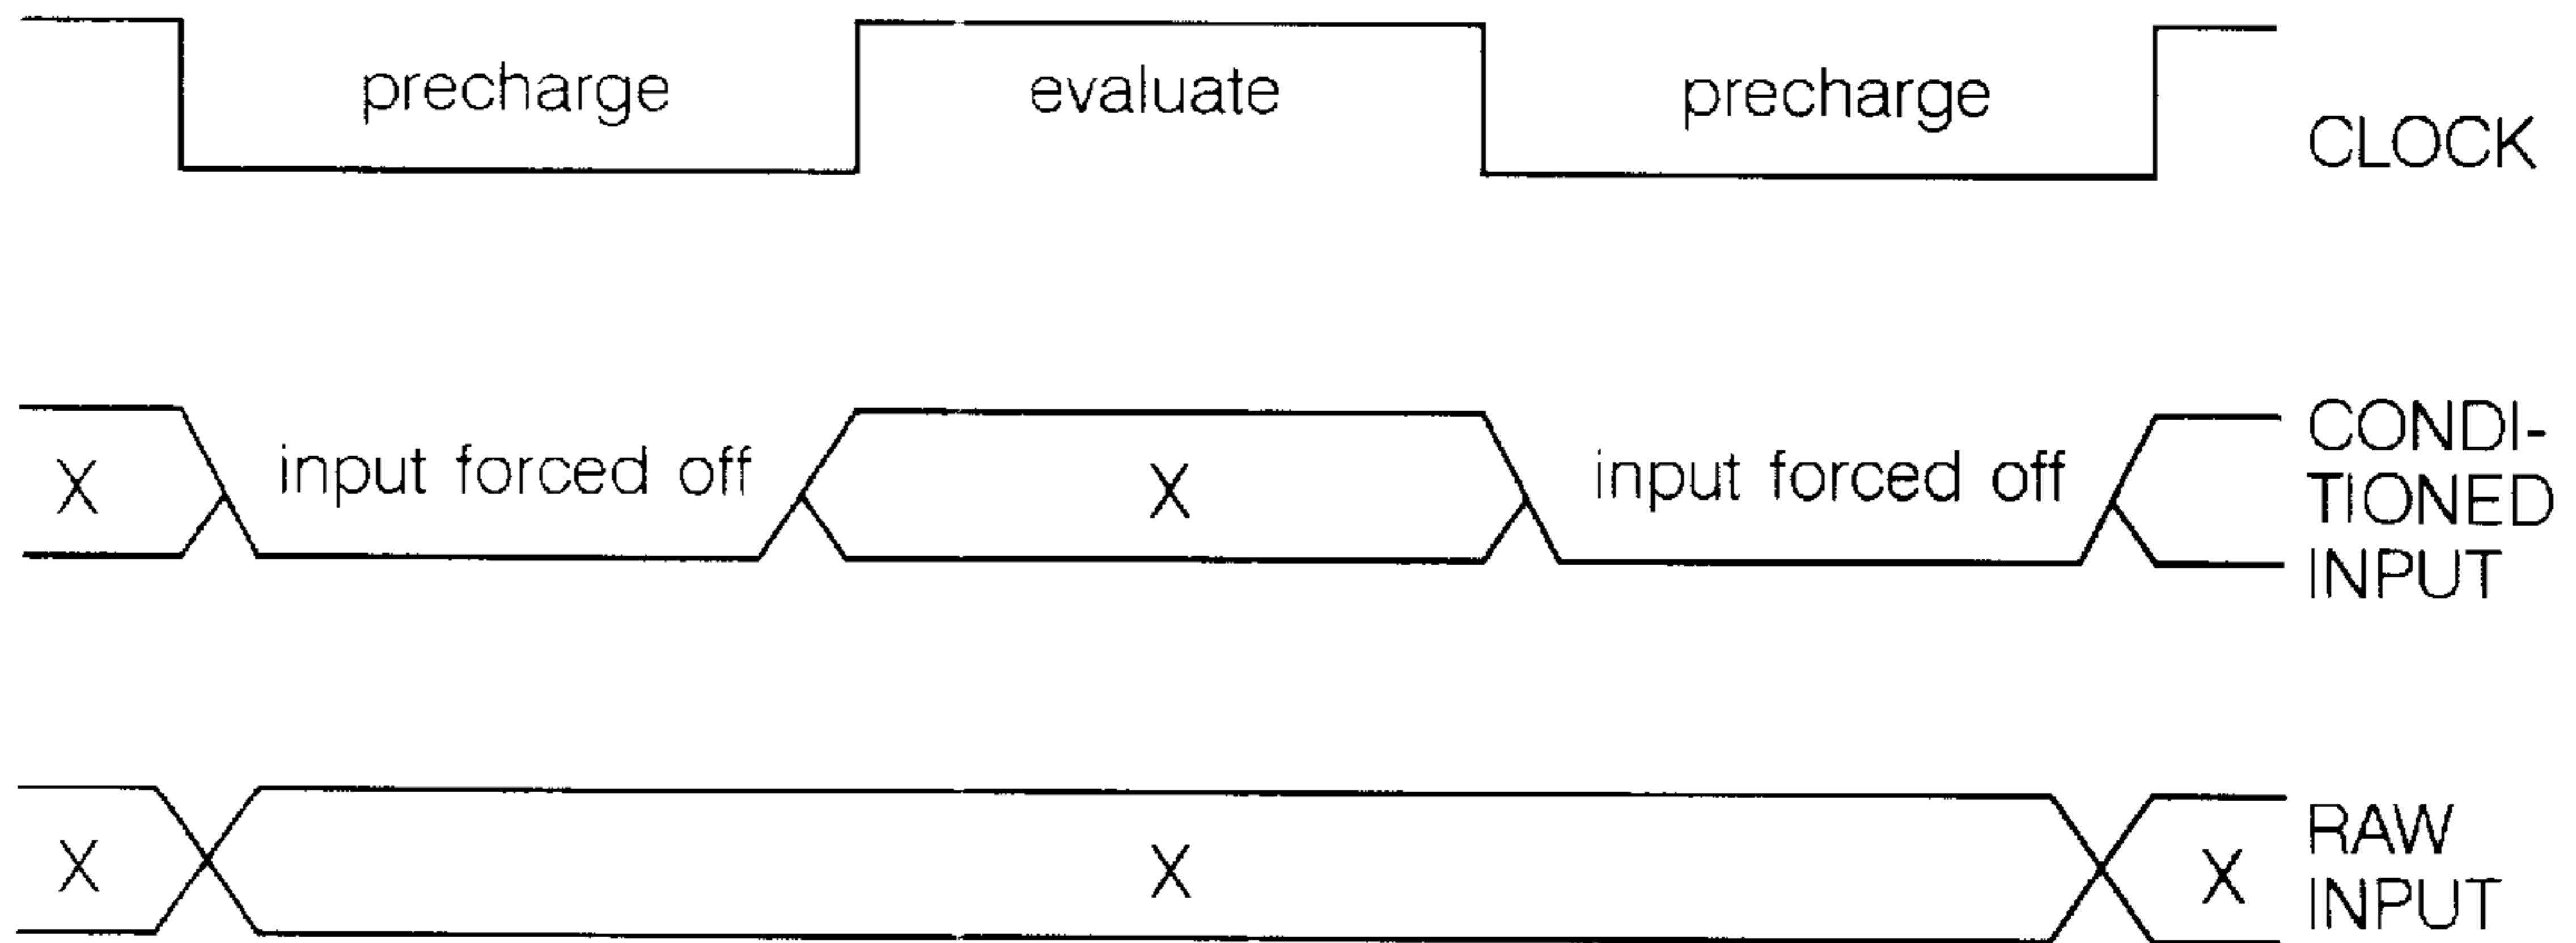 precharge
evaluate
precharge
CLOCK
X
input forced off
X
input forced off
CONDI-
TIONED
INPUT
X
X
X
RAW
INPUT